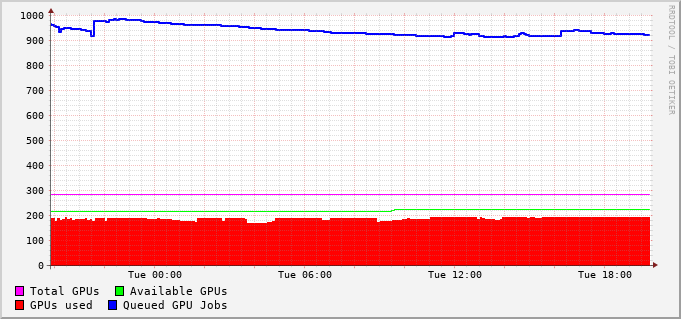 1000
900
800
700
600
500
400
300
200
100
0
Tue 00:00 Tue 06:00 Tue 12:00 Tue 18:00
Total GPUs Available GPUs
GPUs used Queued GPU Jobs
RRDTOOL / TOBI OETIKER